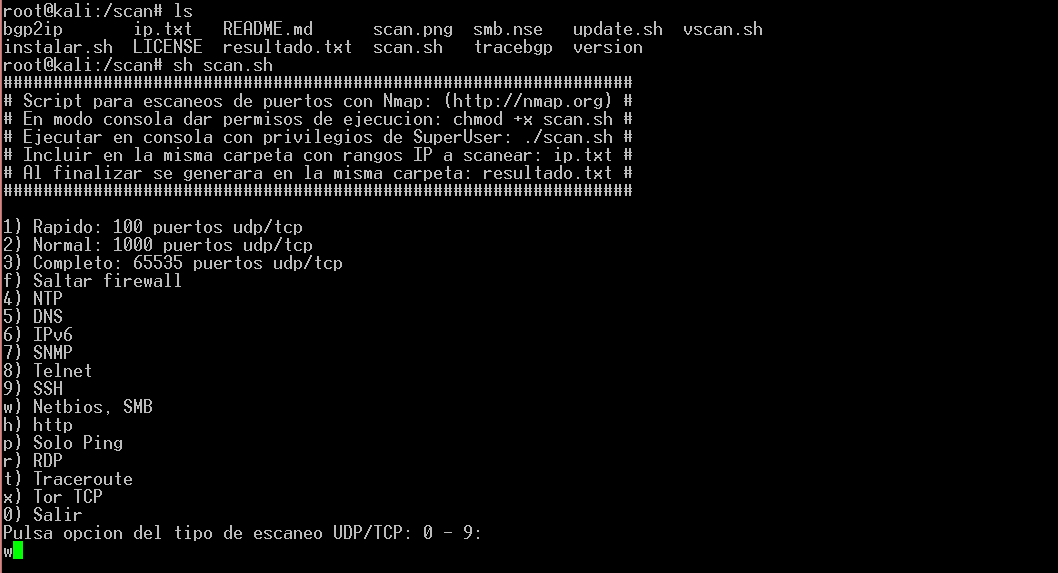 root@kali:/scan# ls
bgp2ip       ip.txt   README.md      scan.png  smb.nse   update.sh  vscan.sh
instalar.sh  LICENSE  resultado.txt  scan.sh   tracebgp  version
root@kali:/scan# sh scan.sh
###############################################################
# Script para escaneos de puertos con Nmap: (http://nmap.org) #
# En modo consola dar permisos de ejecucion: chmod +x scan.sh #
# Ejecutar en consola con privilegios de SuperUser: ./scan.sh #
# Incluir en la misma carpeta con rangos IP a scanear: ip.txt #
# Al finalizar se generara en la misma carpeta: resultado.txt #
###############################################################
1) Rapido: 100 puertos udp/tcp
2) Normal: 1000 puertos udp/tcp
3) Completo: 65535 puertos udp/tcp
f) Saltar firewall
4) NTP
5) DNS
6) IPv6
7) SNMP
8) Telnet
9) SSH
w) Netbios, SMB
h) http
p) Solo Ping
r) RDP
t) Traceroute
x) Tor TCP
0) Salir
Pulsa opcion del tipo de escaneo UDP/TCP: 0 - 9:
w